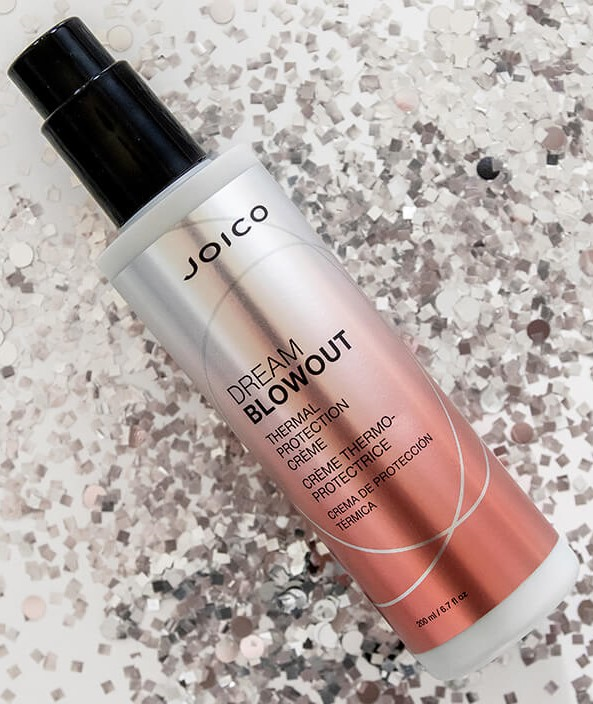 JOICO
DREAM
BLOWOUT
THERMAL
PROTECTION
CRÈME
CRÈME THERMO-
PROTECTRICE
CREMA DE PROTECCIÓN
TÉRMICA
200 ml / 6.7 fl oz